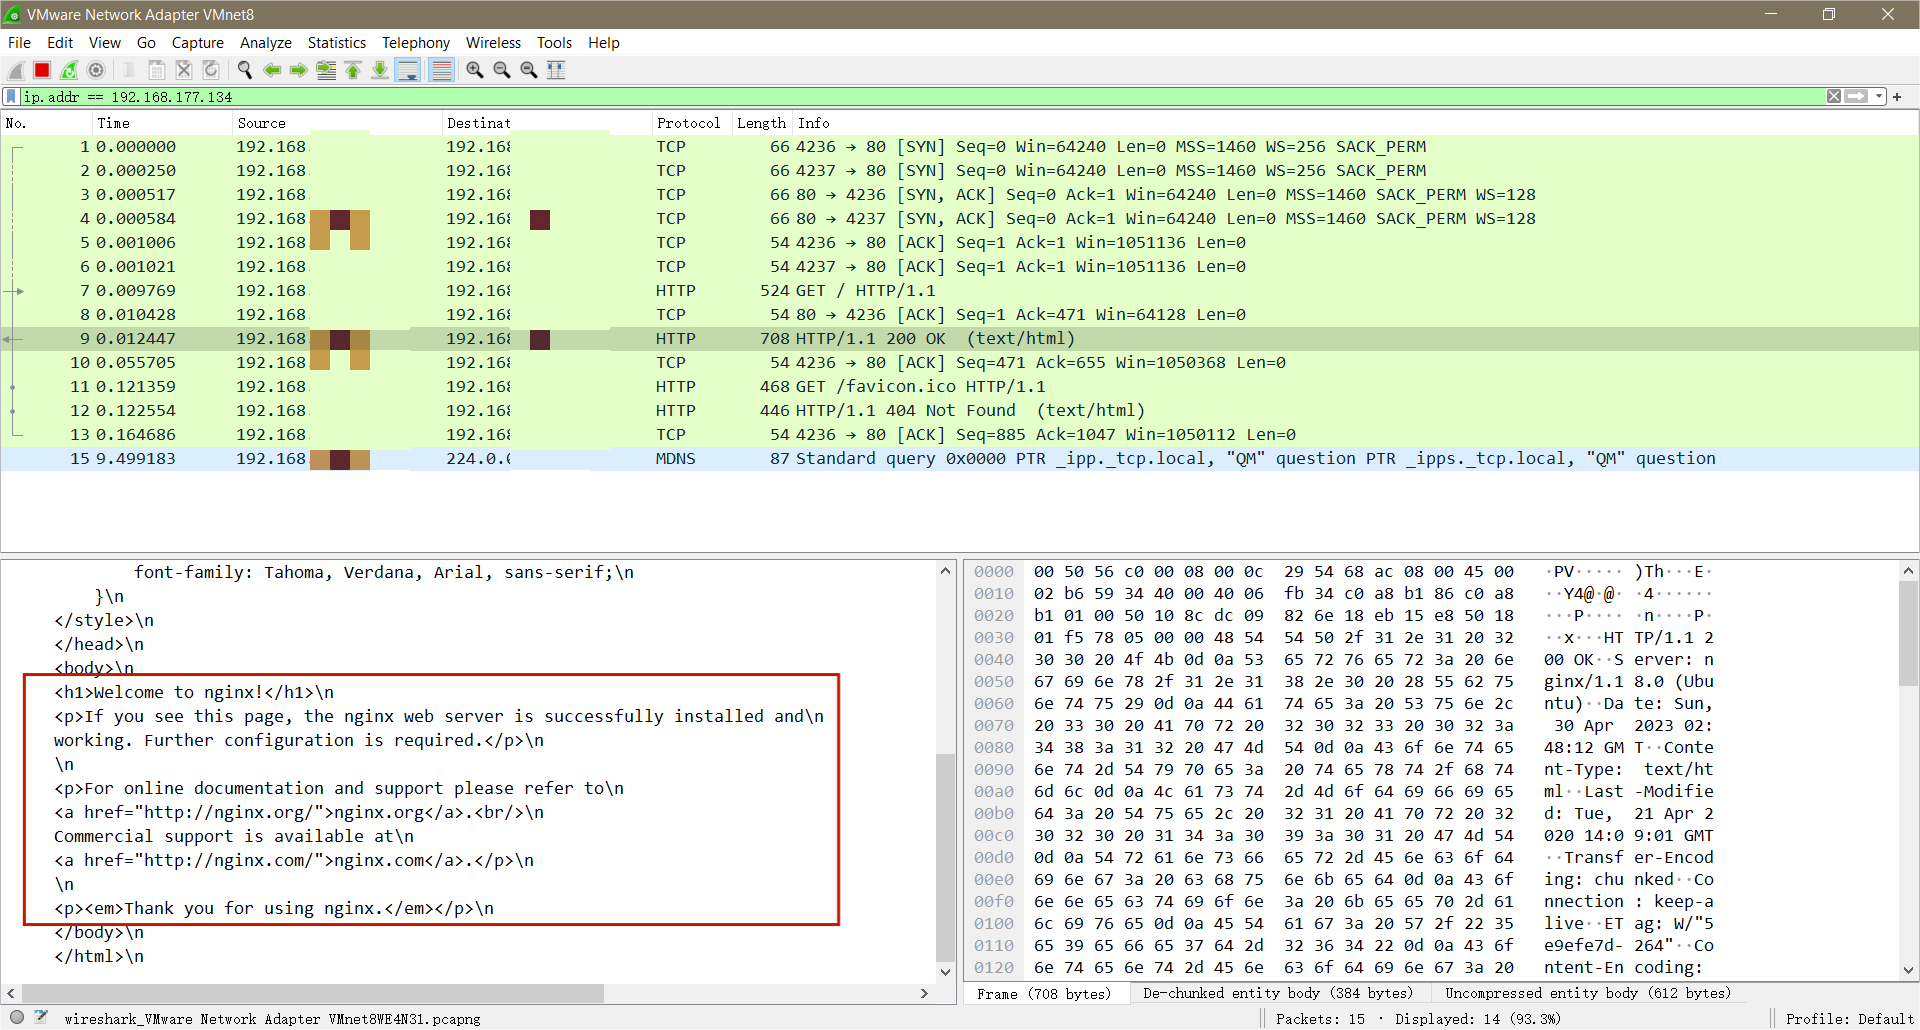 VMware Network Adapter VMnet8
File Edit View Go Capture Analyze Statistics Telephony Wireless Tools Help
ip.addr == 192.168.177.134
No. Time Source Destinat Protocol Length Info
1 0.000000 192.168. 192.168 TCP 66 4236 → 80 [SYN] Seq=0 Win=64240 Len=0 MSS=1460 WS=256 SACK_PERM
2 0.000250 192.168. 192.168 TCP 66 4237 → 80 [SYN] Seq=0 Win=64240 Len=0 MSS=1460 WS=256 SACK_PERM
3 0.000517 192.168. 192.168 TCP 66 80 → 4236 [SYN, ACK] Seq=0 Ack=1 Win=64240 Len=0 MSS=1460 SACK_PERM WS=128
4 0.000584 192.168 192.168 TCP 66 80 → 4237 [SYN, ACK] Seq=0 Ack=1 Win=64240 Len=0 MSS=1460 SACK_PERM WS=128
5 0.001006 192.168 192.168 TCP 54 4236 → 80 [ACK] Seq=1 Ack=1 Win=1051136 Len=0
6 0.001021 192.168. 192.168 TCP 54 4237 → 80 [ACK] Seq=1 Ack=1 Win=1051136 Len=0
7 0.009769 192.168. 192.168 HTTP 524 GET / HTTP/1.1
8 0.010428 192.168. 192.168 TCP 54 80 → 4236 [ACK] Seq=1 Ack=471 Win=64128 Len=0
9 0.012447 192.168 192.168 HTTP 708 HTTP/1.1 200 OK (text/html)
10 0.055705 192.168 192.168 TCP 54 4236 → 80 [ACK] Seq=471 Ack=655 Win=1050368 Len=0
11 0.121359 192.168. 192.168 HTTP 468 GET /favicon.ico HTTP/1.1
12 0.122554 192.168. 192.168 HTTP 446 HTTP/1.1 404 Not Found (text/html)
13 0.164686 192.168. 192.168 TCP 54 4236 → 80 [ACK] Seq=885 Ack=1047 Win=1050112 Len=0
15 9.499183 192.168 224.0. MDNS 87 Standard query 0x0000 PTR _ipp._tcp.local, "QM" question PTR _ipps._tcp.local, "QM" question
font-family: Tahoma, Verdana, Arial, sans-serif;\n
}\n
</style>\n
</head>\n
<body>\n
<h1>Welcome to nginx!</h1>\n
<p>If you see this page, the nginx web server is successfully installed and\n
working. Further configuration is required.</p>\n
\n
<p>For online documentation and support please refer to\n
<a href="http://nginx.org/">nginx.org</a>.<br/>\n
Commercial support is available at\n
<a href="http://nginx.com/">nginx.com</a>.</p>\n
\n
<p><em>Thank you for using nginx.</em></p>\n
</body>\n
</html>\n
0000 00 50 56 c0 00 08 00 0c 29 54 68 ac 08 00 45 00 ·PV····· )Th···E·
0010 02 b6 59 34 40 00 40 06 fb 34 c0 a8 b1 86 c0 a8 ··Y4@·@· ·4······
0020 b1 01 00 50 10 8c dc 09 82 6e 18 eb 15 e8 50 18 ···P···· ·n····P·
0030 01 f5 78 05 00 00 48 54 54 50 2f 31 2e 31 20 32 ··x···HT TP/1.1 2
0040 30 30 20 4f 4b 0d 0a 53 65 72 76 65 72 3a 20 6e 00 OK··S erver: n
0050 67 69 6e 78 2f 31 2e 31 38 2e 30 20 28 55 62 75 ginx/1.1 8.0 (Ubu
0060 6e 74 75 29 0d 0a 44 61 74 65 3a 20 53 75 6e 2c ntu)··Da te: Sun,
0070 20 33 30 20 41 70 72 20 32 30 32 33 20 30 32 3a 30 Apr 2023 02:
0080 34 38 3a 31 32 20 47 4d 54 0d 0a 43 6f 6e 74 65 48:12 GM T··Conte
0090 6e 74 2d 54 79 70 65 3a 20 74 65 78 74 2f 68 74 nt-Type: text/ht
00a0 6d 6c 0d 0a 4c 61 73 74 2d 4d 6f 64 69 66 69 65 ml··Last -Modifie
00b0 64 3a 20 54 75 65 2c 20 32 31 20 41 70 72 20 32 d: Tue, 21 Apr 2
00c0 30 32 30 20 31 34 3a 30 39 3a 30 31 20 47 4d 54 020 14:0 9:01 GMT
00d0 0d 0a 54 72 61 6e 73 66 65 72 2d 45 6e 63 6f 64 ··Transf er-Encod
00e0 69 6e 67 3a 20 63 68 75 6e 6b 65 64 0d 0a 43 6f ing: chu nked··Co
00f0 6e 6e 65 63 74 69 6f 6e 3a 20 6b 65 65 70 2d 61 nnection : keep-a
0100 6c 69 76 65 0d 0a 45 54 61 67 3a 20 57 2f 22 35 live··ET ag: W/"5
0110 65 39 65 66 65 37 64 2d 32 36 34 22 0d 0a 43 6f e9efe7d- 264"··Co
0120 6e 74 65 6e 74 2d 45 6e 63 6f 64 69 6e 67 3a 20 ntent-En coding:
Frame (708 bytes) De-chunked entity body (384 bytes) Uncompressed entity body (612 bytes)
wireshark_VMware Network Adapter VMnet8WE4N31.pcapng Packets: 15 · Displayed: 14 (93.3%) Profile: Default